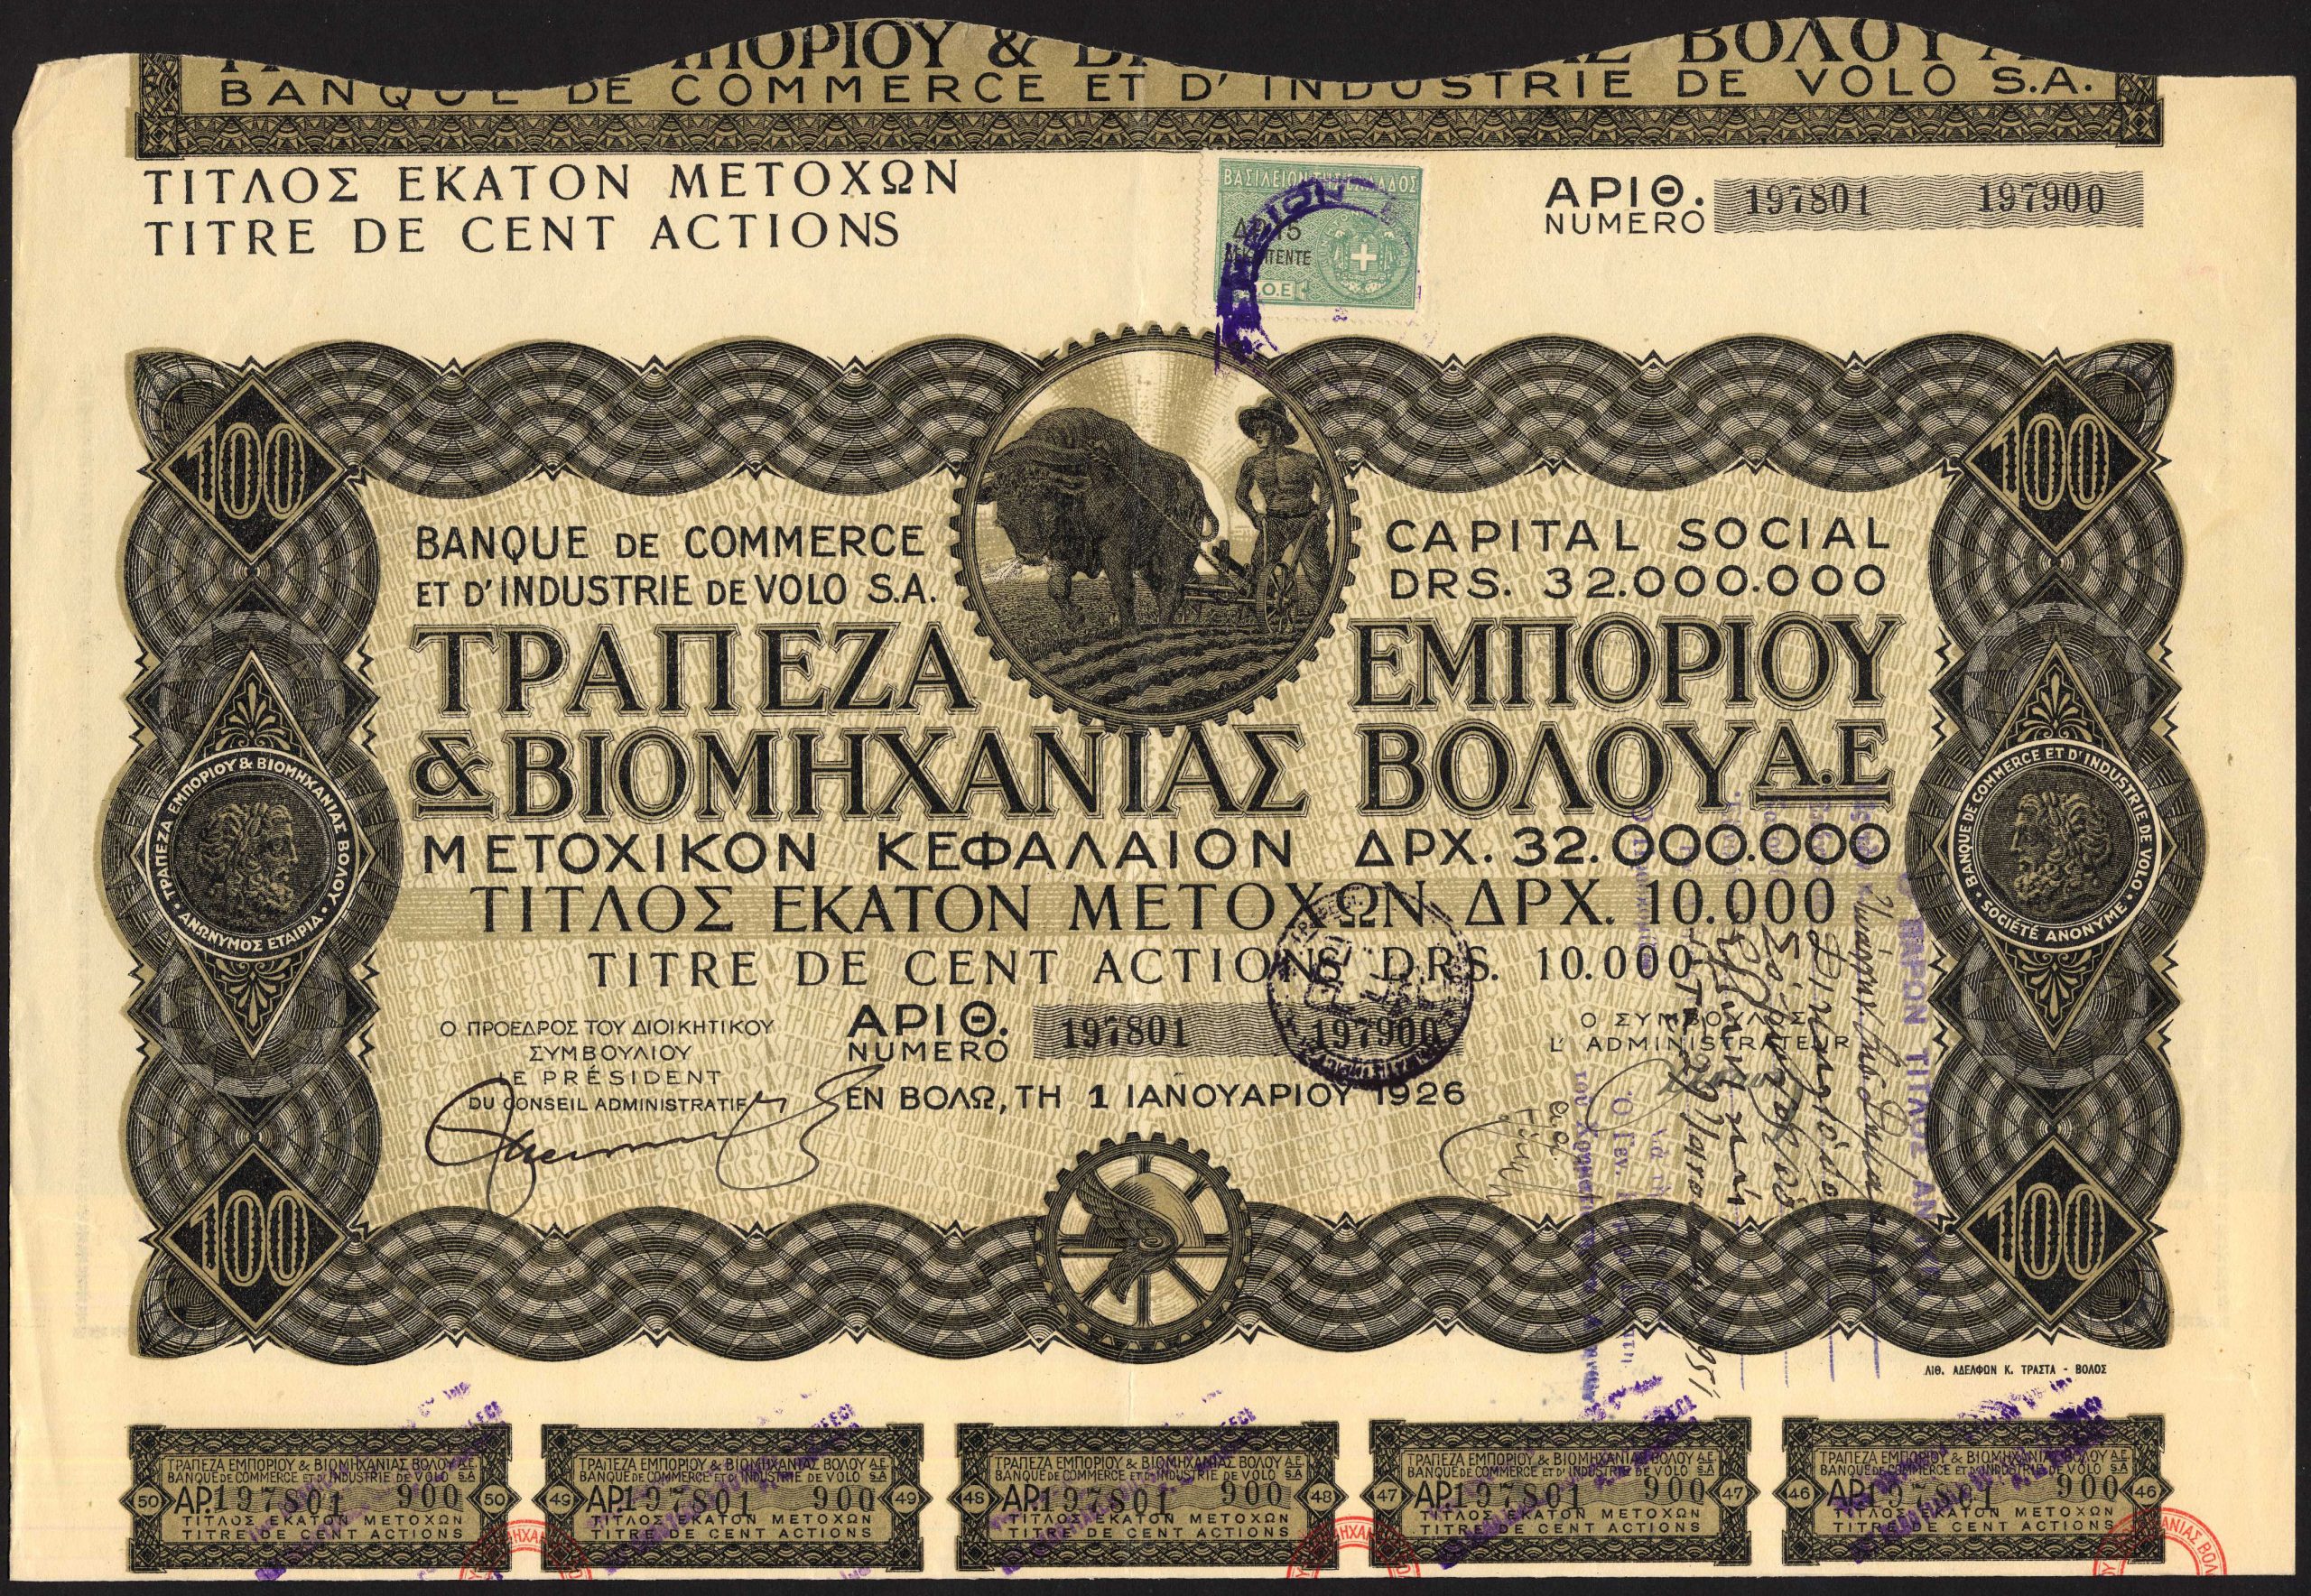 BANQUE DE COMMERCE ET D' INDUSTRIE DE VOLO S.A.
ΤΙΤΛΟΣ ΕΚΑΤΟΝ ΜΕΤΟΧΩΝ
TITRE DE CENT ACTIONS
ΒΑΣΙΛΕΙΟΝ ΤΗΣ ΕΛΛΑΔΟΣ
ΑΡΙΘ.
NUMERO
197801 197900
100
100
BANQUE DE COMMERCE
ET D'INDUSTRIE DE VOLO S.A.
CAPITAL SOCIAL
DRS. 32.000.000
ΤΡΑΠΕΖΑ ΕΜΠΟΡΙΟΥ
& ΒΙΟΜΗΧΑΝΙΑΣ ΒΟΛΟΥ Α.Ε
ΜΕΤΟΧΙΚΟΝ ΚΕΦΑΛΑΙΟΝ ΔΡΧ. 32.000.000
ΤΙΤΛΟΣ ΕΚΑΤΟΝ ΜΕΤΟΧΩΝ ΔΡΧ. 10.000
TITRE DE CENT ACTIONS DRS. 10.000
ΤΡΑΠΕΖΑ ΕΜΠΟΡΙΟΥ & ΒΙΟΜΗΧΑΝΙΑΣ ΒΟΛΟΥ • ΑΝΩΝΥΜΟΣ ΕΤΑΙΡΙΑ •
BANQUE DE COMMERCE ET D'INDUSTRIE DE VOLO • SOCIÉTÉ ANONYME •
Ο ΠΡΟΕΔΡΟΣ ΤΟΥ ΔΙΟΙΚΗΤΙΚΟΥ
ΣΥΜΒΟΥΛΙΟΥ
LE PRÉSIDENT
DU CONSEIL ADMINISTRATIF
ΑΡΙΘ.
NUMERO
197801 197900
ΕΝ ΒΟΛΩ, ΤΗ 1 ΙΑΝΟΥΑΡΙΟΥ 1926
Ο ΣΥΜΒΟΥΛΟΣ
L' ADMINISTRATEUR
100
100
ΛΙΘ. ΑΔΕΛΦΩΝ Κ. ΤΡΑΣΤΑ - ΒΟΛΟΣ
ΤΡΑΠΕΖΑ ΕΜΠΟΡΙΟΥ & ΒΙΟΜΗΧΑΝΙΑΣ ΒΟΛΟΥ Α.Ε.
BANQUE DE COMMERCE ET D'INDUSTRIE DE VOLO S.A
50 ΑΡ. 197801 900 50
ΤΙΤΛΟΣ ΕΚΑΤΟΝ ΜΕΤΟΧΩΝ
TITRE DE CENT ACTIONS
ΤΡΑΠΕΖΑ ΕΜΠΟΡΙΟΥ & ΒΙΟΜΗΧΑΝΙΑΣ ΒΟΛΟΥ Α.Ε.
BANQUE DE COMMERCE ET D'INDUSTRIE DE VOLO S.A
49 ΑΡ. 197801 900 49
ΤΙΤΛΟΣ ΕΚΑΤΟΝ ΜΕΤΟΧΩΝ
TITRE DE CENT ACTIONS
ΤΡΑΠΕΖΑ ΕΜΠΟΡΙΟΥ & ΒΙΟΜΗΧΑΝΙΑΣ ΒΟΛΟΥ Α.Ε.
BANQUE DE COMMERCE ET D'INDUSTRIE DE VOLO S.A
48 ΑΡ. 197801 900 48
ΤΙΤΛΟΣ ΕΚΑΤΟΝ ΜΕΤΟΧΩΝ
TITRE DE CENT ACTIONS
ΤΡΑΠΕΖΑ ΕΜΠΟΡΙΟΥ & ΒΙΟΜΗΧΑΝΙΑΣ ΒΟΛΟΥ Α.Ε.
BANQUE DE COMMERCE ET D'INDUSTRIE DE VOLO S.A
47 ΑΡ. 197801 900 47
ΤΙΤΛΟΣ ΕΚΑΤΟΝ ΜΕΤΟΧΩΝ
TITRE DE CENT ACTIONS
ΤΡΑΠΕΖΑ ΕΜΠΟΡΙΟΥ & ΒΙΟΜΗΧΑΝΙΑΣ ΒΟΛΟΥ Α.Ε.
BANQUE DE COMMERCE ET D'INDUSTRIE DE VOLO S.A
46 ΑΡ. 197801 900 46
ΤΙΤΛΟΣ ΕΚΑΤΟΝ ΜΕΤΟΧΩΝ
TITRE DE CENT ACTIONS